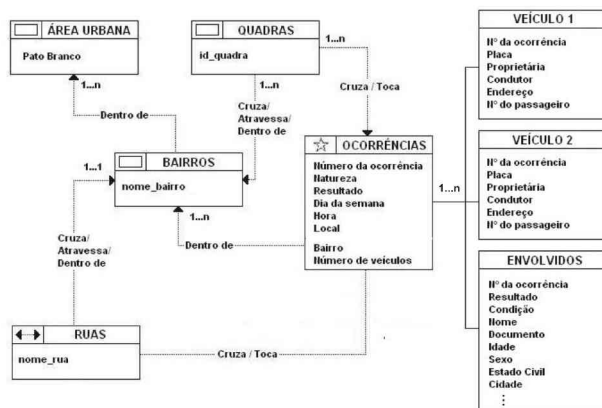 ÁREA URBANA
Pato Branco
1...n
Dentro de
QUADRAS
id_quadra
1...n
1...n
Cruza/
Atravessa/
Dentro de
Cruza / Toca
BAIRROS
nome_bairro
1...1
1...n
Cruza/
Atravessa/
Dentro de
Dentro de
OCORRÊNCIAS
Número da ocorrência
Natureza
Resultado
Dia da semana
Hora
Local
Bairro
Número de veículos
1...n
RUAS
nome_rua
Cruza / Toca
VEÍCULO 1
Nº da ocorrência
Placa
Proprietária
Condutor
Endereço
Nº do passageiro
VEÍCULO 2
Nº da ocorrência
Placa
Proprietária
Condutor
Endereço
Nº do passageiro
ENVOLVIDOS
Nº da ocorrência
Resultado
Condição
Nome
Documento
Idade
Sexo
Estado Civil
Cidade
⋮